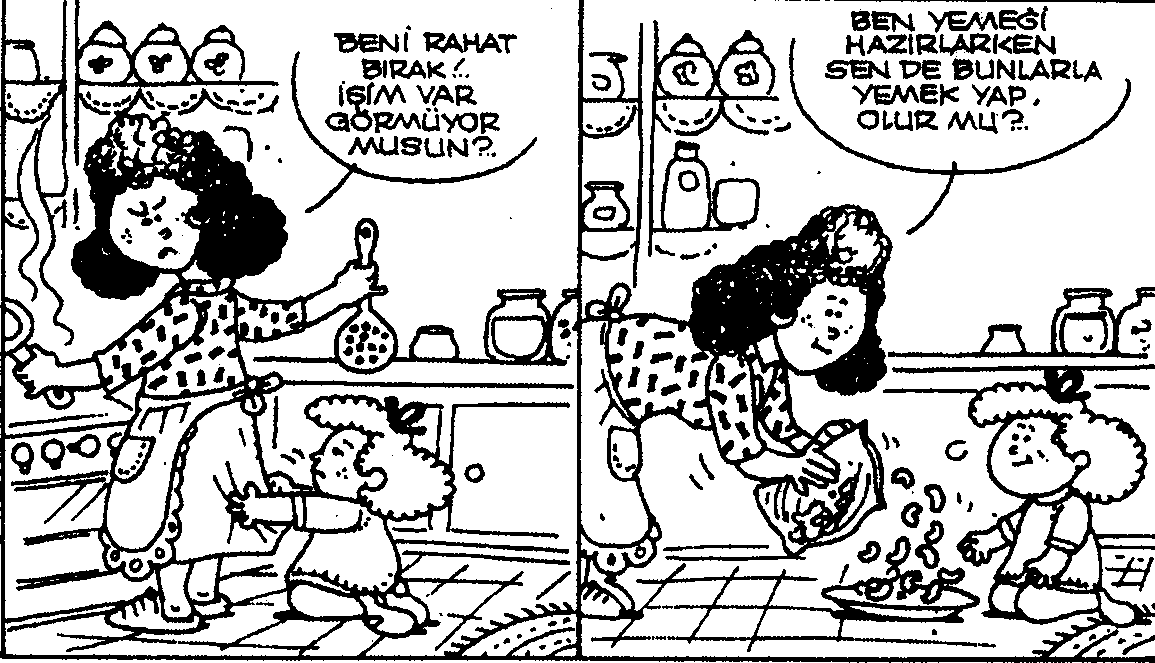 BENİ RAHAT
BIRAK!..
İŞİM VAR
GÖRMÜYOR
MUSUN?..
BEN YEMEĞİ
HAZIRLARKEN
SEN DE BUNLARLA
YEMEK YAP,
OLUR MU?..